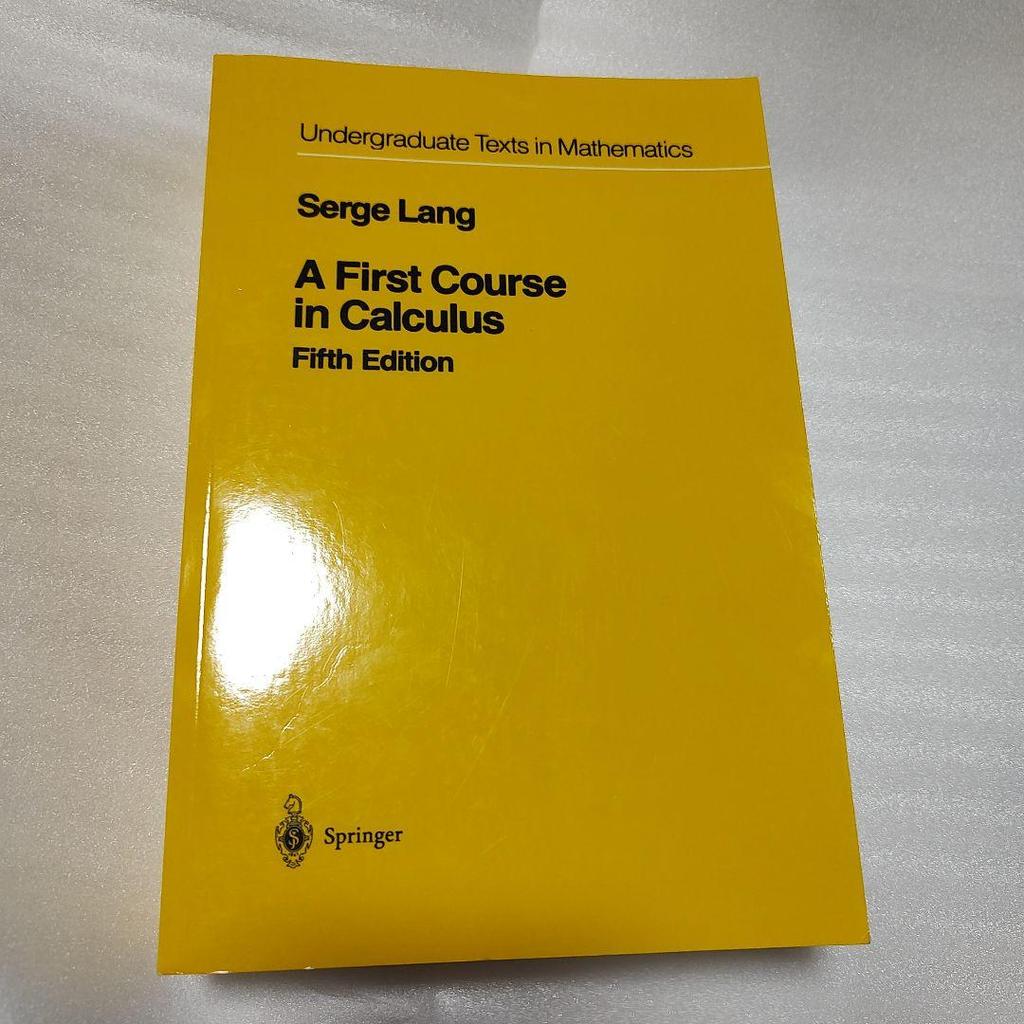 Undergraduate Texts in Mathematics
Serge Lang
A First Course
in Calculus
Fifth Edition
Springer